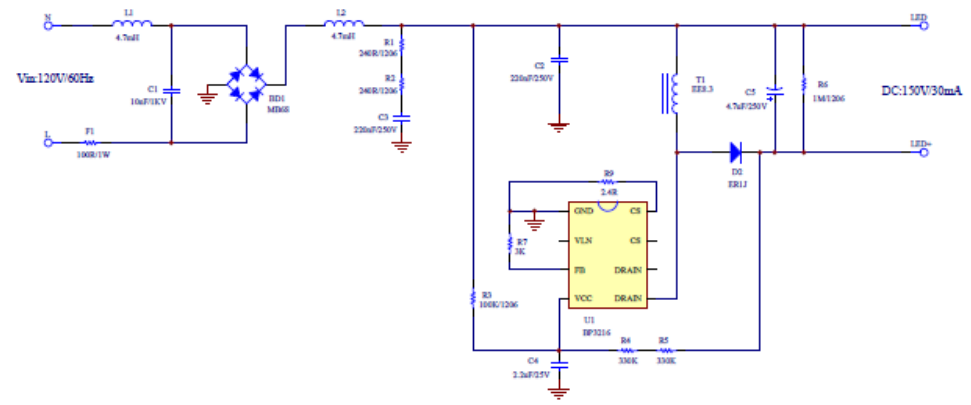 N
L1
4.7mH
L2
4.7mH
LED
R1
240R/1206
R2
240R/1206
C3
220nF/250V
C2
220nF/250V
T1
EE8.3
C5
4.7uF/250V
R6
1M/1206
Vin:120V/60Hz
C1
10nF/1KV
BD1
MB6S
DC:150V/30mA
L
F1
100R/1W
LED+
D2
ER1J
R9
2.4R
GND
CS
VLN
CS
FB
DRAIN
VCC
DRAIN
R7
3K
R3
100K/1206
U1
BP3216
R4
330K
R5
330K
C4
2.2uF/25V